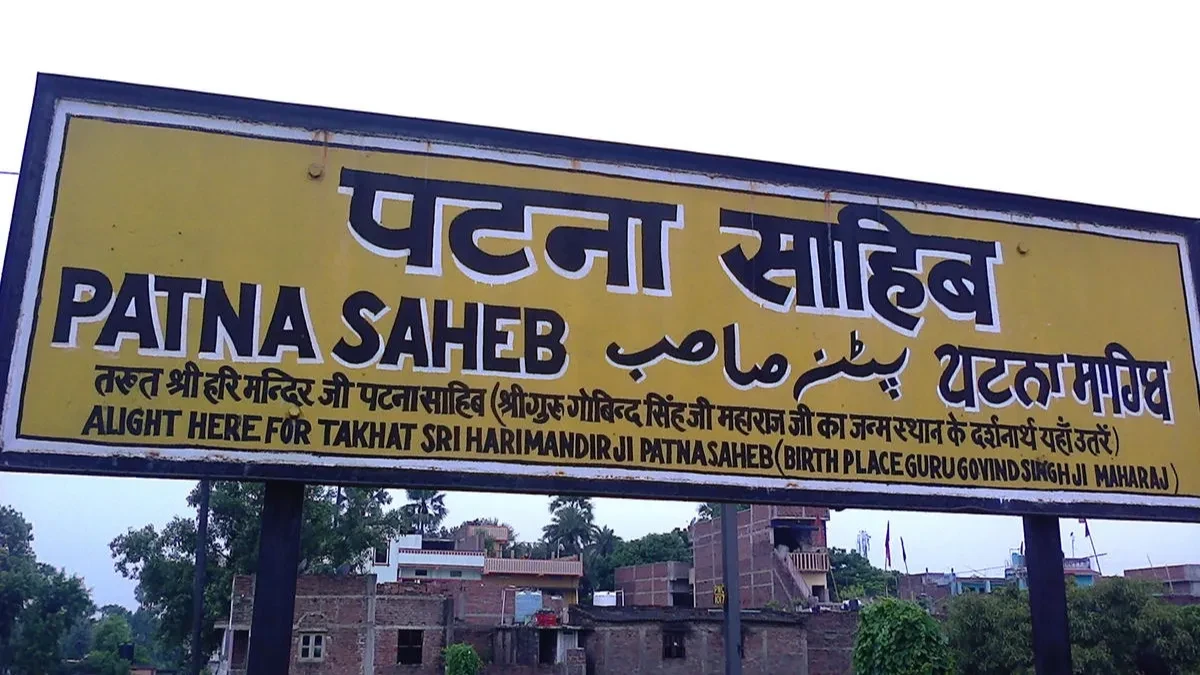 पटना साहिब
PATNA SAHEB پٹنہ صاحب ਪਟਨਾ ਸਾਹਿਬ
तख्त श्री हरि मन्दिर जी पटना साहिब (श्री गुरु गोबिन्द सिंह जी महाराज जी का जन्म स्थान के दर्शनार्थ यहाँ उतरें)
ALIGHT HERE FOR TAKHAT SRI HARIMANDIR JI PATNA SAHEB (BIRTH PLACE GURU GOVIND SINGH JI MAHARAJ)